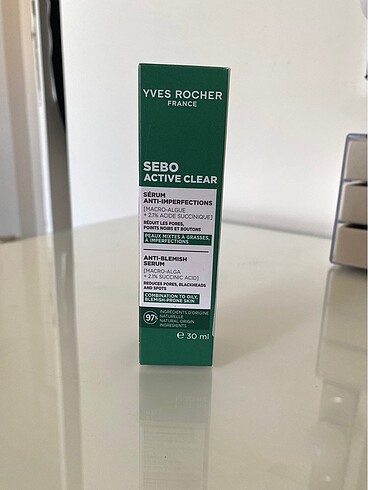 YVES ROCHER
FRANCE
SEBO
ACTIVE CLEAR
SÉRUM
ANTI-IMPERFECTIONS
[MACRO-ALGUE
+ 2,1% ACIDE SUCCINIQUE]
RÉDUIT LES PORES,
POINTS NOIRS ET BOUTONS
PEAUX MIXTES À GRASSES,
À IMPERFECTIONS
ANTI-BLEMISH
SERUM
[MACRO-ALGA
+ 2.1% SUCCINIC ACID]
REDUCES PORES, BLACKHEADS
AND SPOTS
COMBINATION TO OILY,
BLEMISH-PRONE SKIN
97%
INGRÉDIENTS D'ORIGINE
NATURELLE
NATURAL ORIGIN
INGREDIENTS
℮ 30 ml